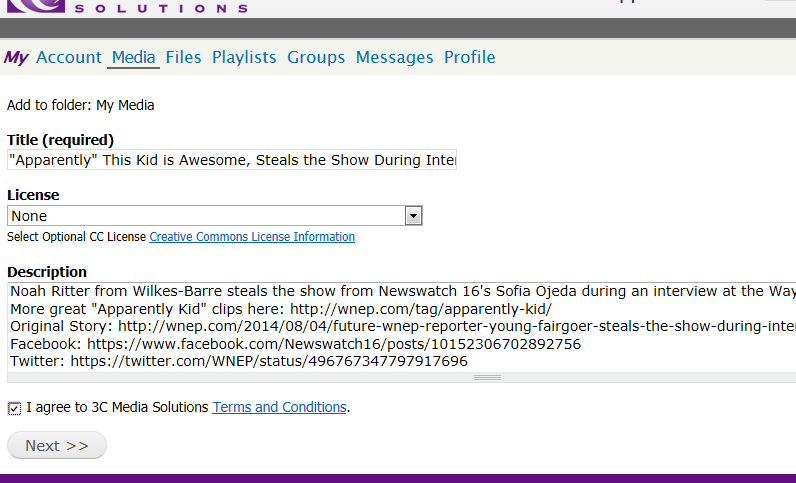 SOLUTIONS
My Account Media Files Playlists Groups Messages Profile
Add to folder: My Media
Title (required)
"Apparently" This Kid is Awesome, Steals the Show During Inte
License
None
Select Optional CC License Creative Commons License Information
Description
Noah Ritter from Wilkes-Barre steals the show from Newswatch 16's Sofia Ojeda during an interview at the Way
More great "Apparently Kid" clips here: http://wnep.com/tag/apparently-kid/
Original Story: http://wnep.com/2014/08/04/future-wnep-reporter-young-fairgoer-steals-the-show-during-inte
Facebook: https://www.facebook.com/Newswatch16/posts/10152306702892756
Twitter: https://twitter.com/WNEP/status/496767347797917696
I agree to 3C Media Solutions Terms and Conditions.
Next >>